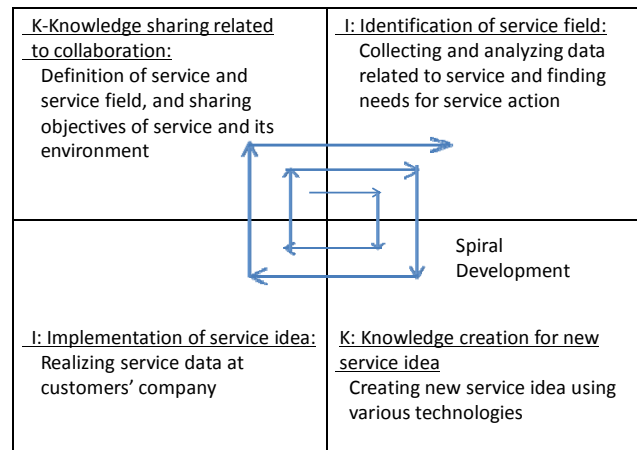 K-Knowledge sharing related
to collaboration:
Definition of service and
service field, and sharing
objectives of service and its
environment
I: Identification of service field:
Collecting and analyzing data
related to service and finding
needs for service action
Spiral
Development
I: Implementation of service idea:
Realizing service data at
customers’ company
K: Knowledge creation for new
service idea
Creating new service idea using
various technologies